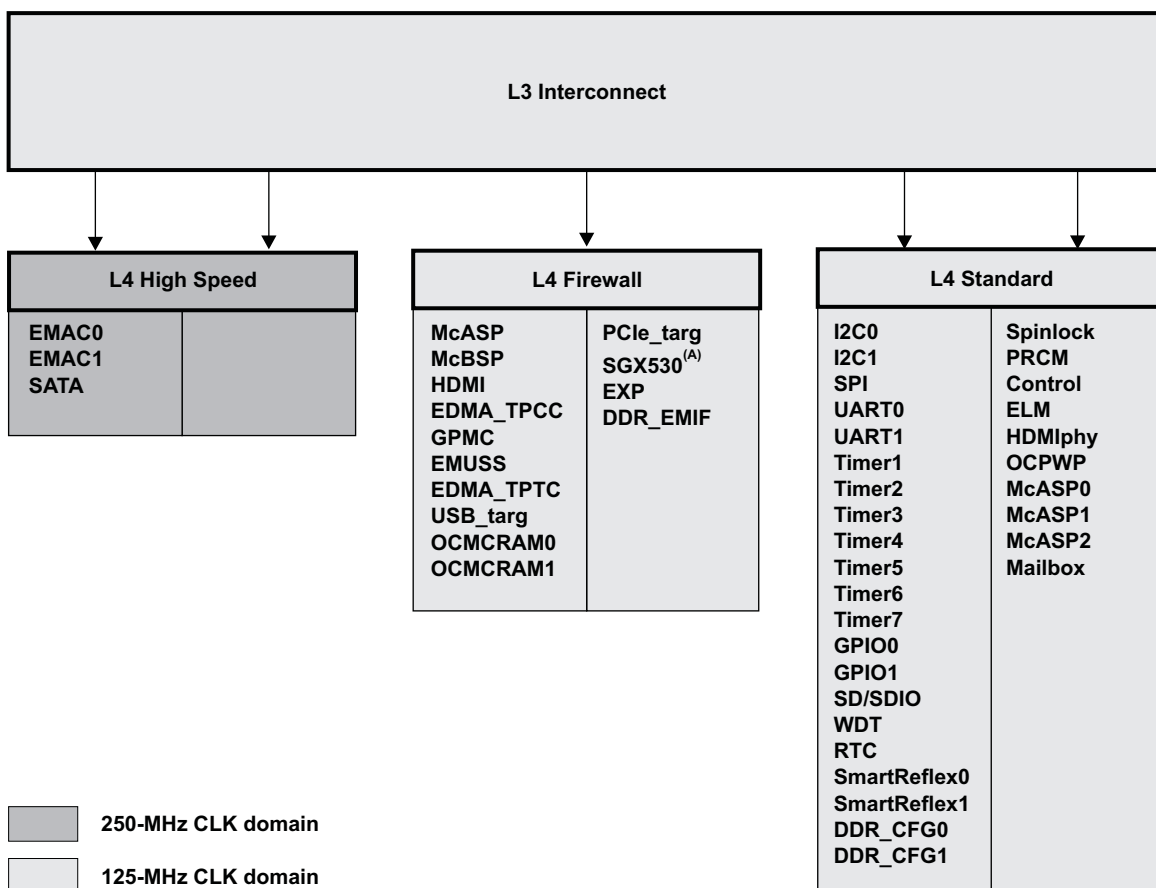 L3 Interconnect
L4 High Speed
EMAC0
EMAC1
SATA
L4 Firewall
McASP
McBSP
HDMI
EDMA_TPCC
GPMC
EMUSS
EDMA_TPTC
USB_targ
OCMCRAM0
OCMCRAM1
PCIe_targ
SGX530(A)
EXP
DDR_EMIF
L4 Standard
I2C0
I2C1
SPI
UART0
UART1
Timer1
Timer2
Timer3
Timer4
Timer5
Timer6
Timer7
GPIO0
GPIO1
SD/SDIO
WDT
RTC
SmartReflex0
SmartReflex1
DDR_CFG0
DDR_CFG1
Spinlock
PRCM
Control
ELM
HDMIphy
OCPWP
McASP0
McASP1
McASP2
Mailbox
250-MHz CLK domain
125-MHz CLK domain